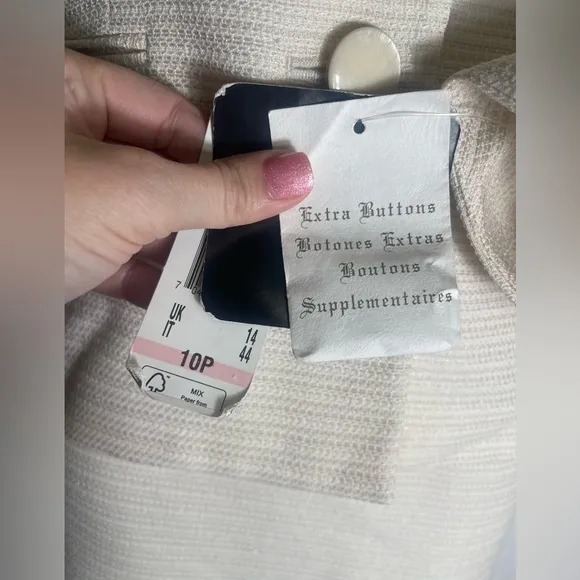 Extra Buttons
Botones Extras
Boutons
Supplementaires
7
UK 14
IT 44
10P
MIX
Paper from